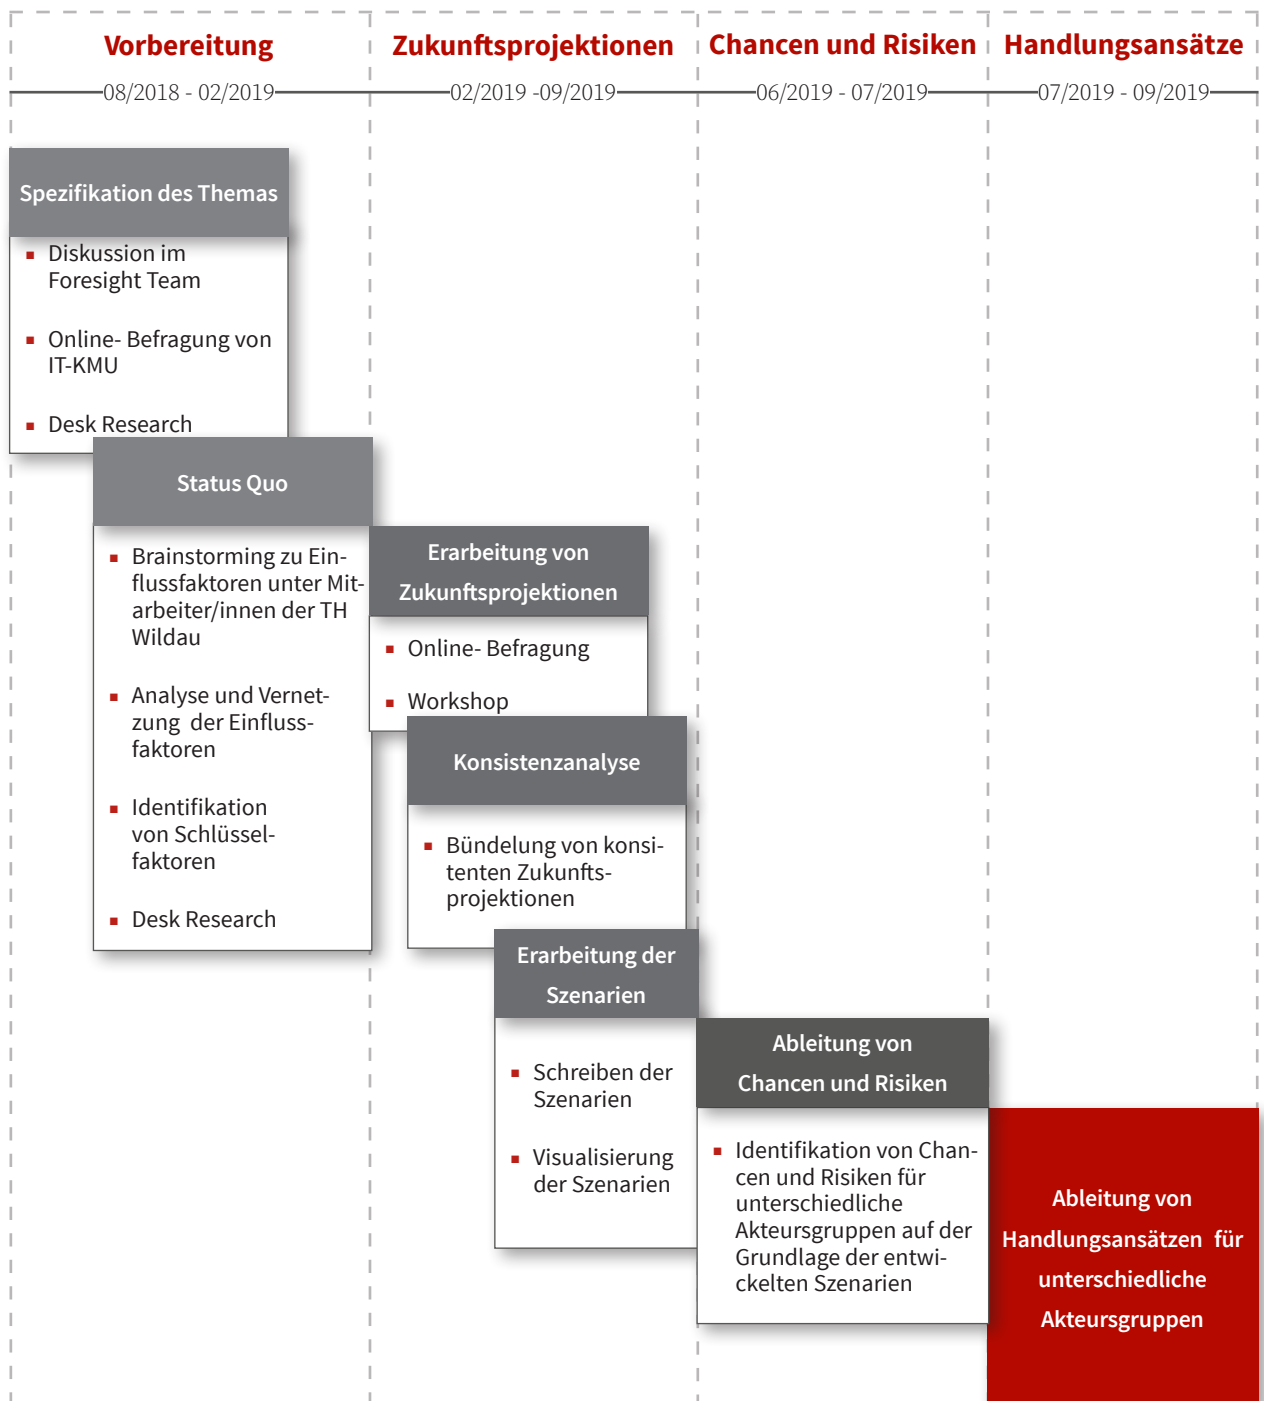 Vorbereitung
Zukunftsprojektionen
Chancen und Risiken
Handlungsansätze
08/2018 - 02/2019
02/2019 -09/2019
06/2019 - 07/2019
07/2019 - 09/2019
Spezifikation des Themas
▪ Diskussion im
Foresight Team
▪ Online- Befragung von
IT-KMU
▪ Desk Research
Status Quo
▪ Brainstorming zu Ein-
flussfaktoren unter Mit-
arbeiter/innen der TH
Wildau
▪ Analyse und Vernet-
zung der Einfluss-
faktoren
▪ Identifikation
von Schlüssel-
faktoren
▪ Desk Research
Erarbeitung von
Zukunftsprojektionen
▪ Online- Befragung
▪ Workshop
Konsistenzanalyse
▪ Bündelung von konsi-
tenten Zukunfts-
projektionen
Erarbeitung der
Szenarien
▪ Schreiben der
Szenarien
▪ Visualisierung
der Szenarien
Ableitung von
Chancen und Risiken
▪ Identifikation von Chan-
cen und Risiken für
unterschiedliche
Akteursgruppen auf der
Grundlage der entwi-
ckelten Szenarien
Ableitung von
Handlungsansätzen für
unterschiedliche
Akteursgruppen